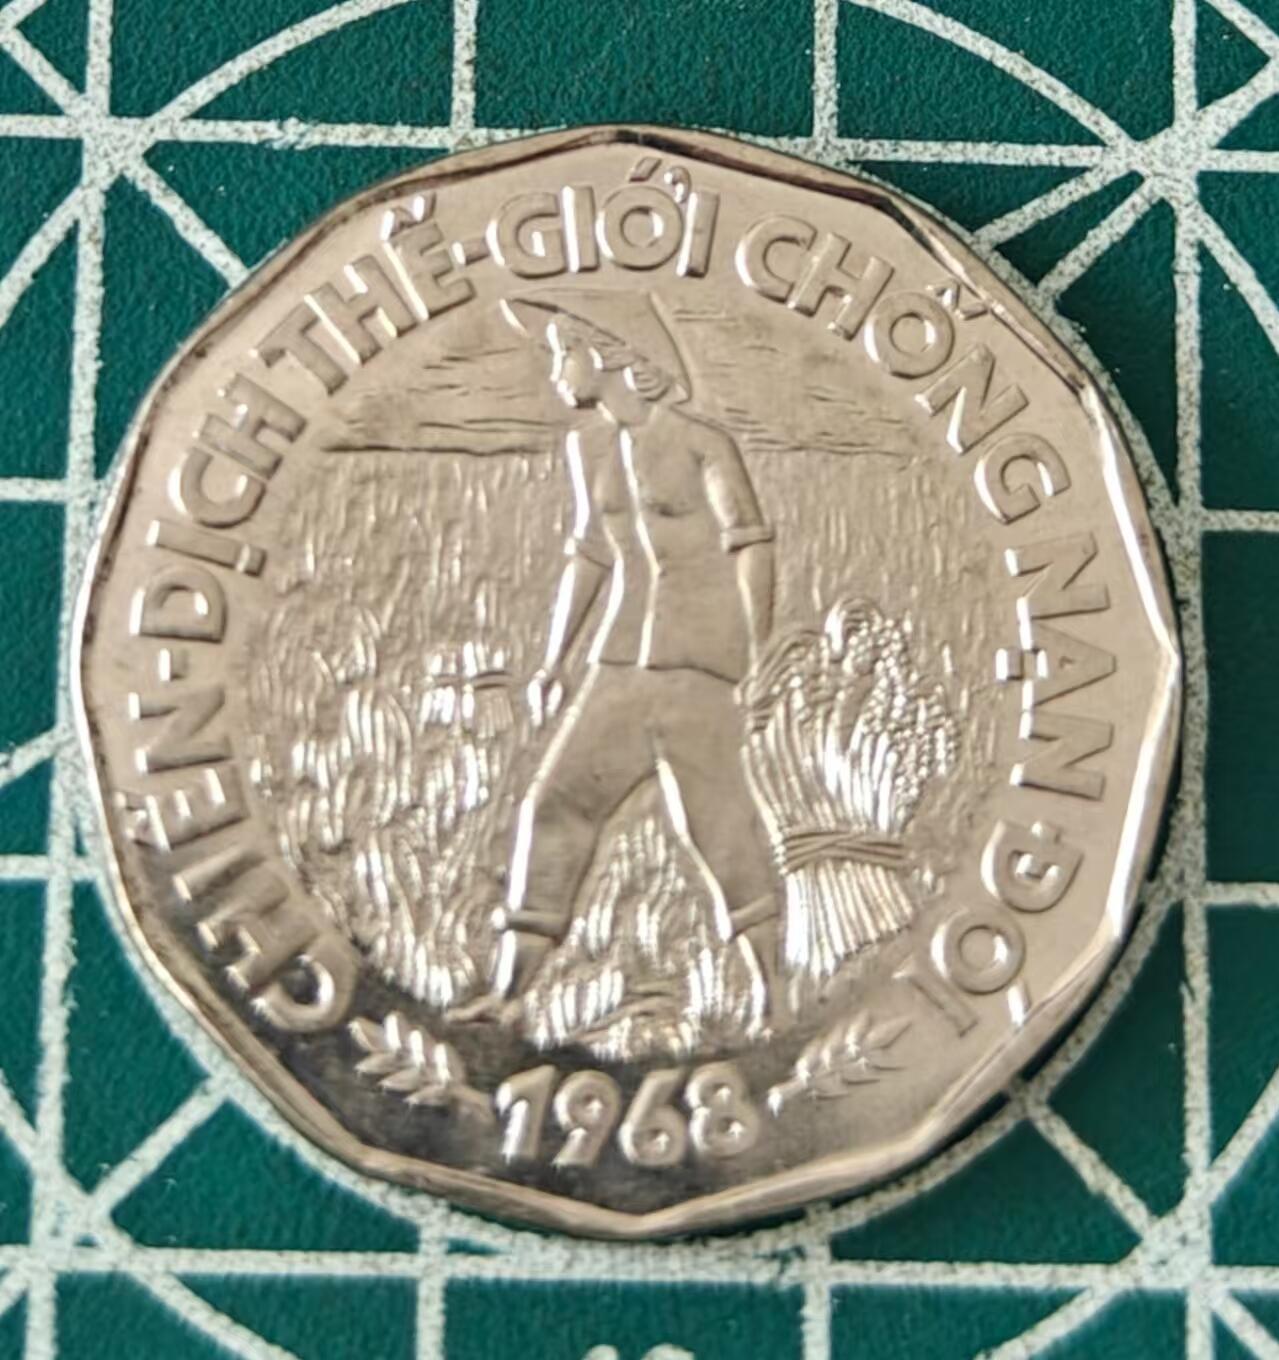 CHIẾN-DỊCH THẾ-GIỚI CHỐNG NẠN ĐÓI
1968